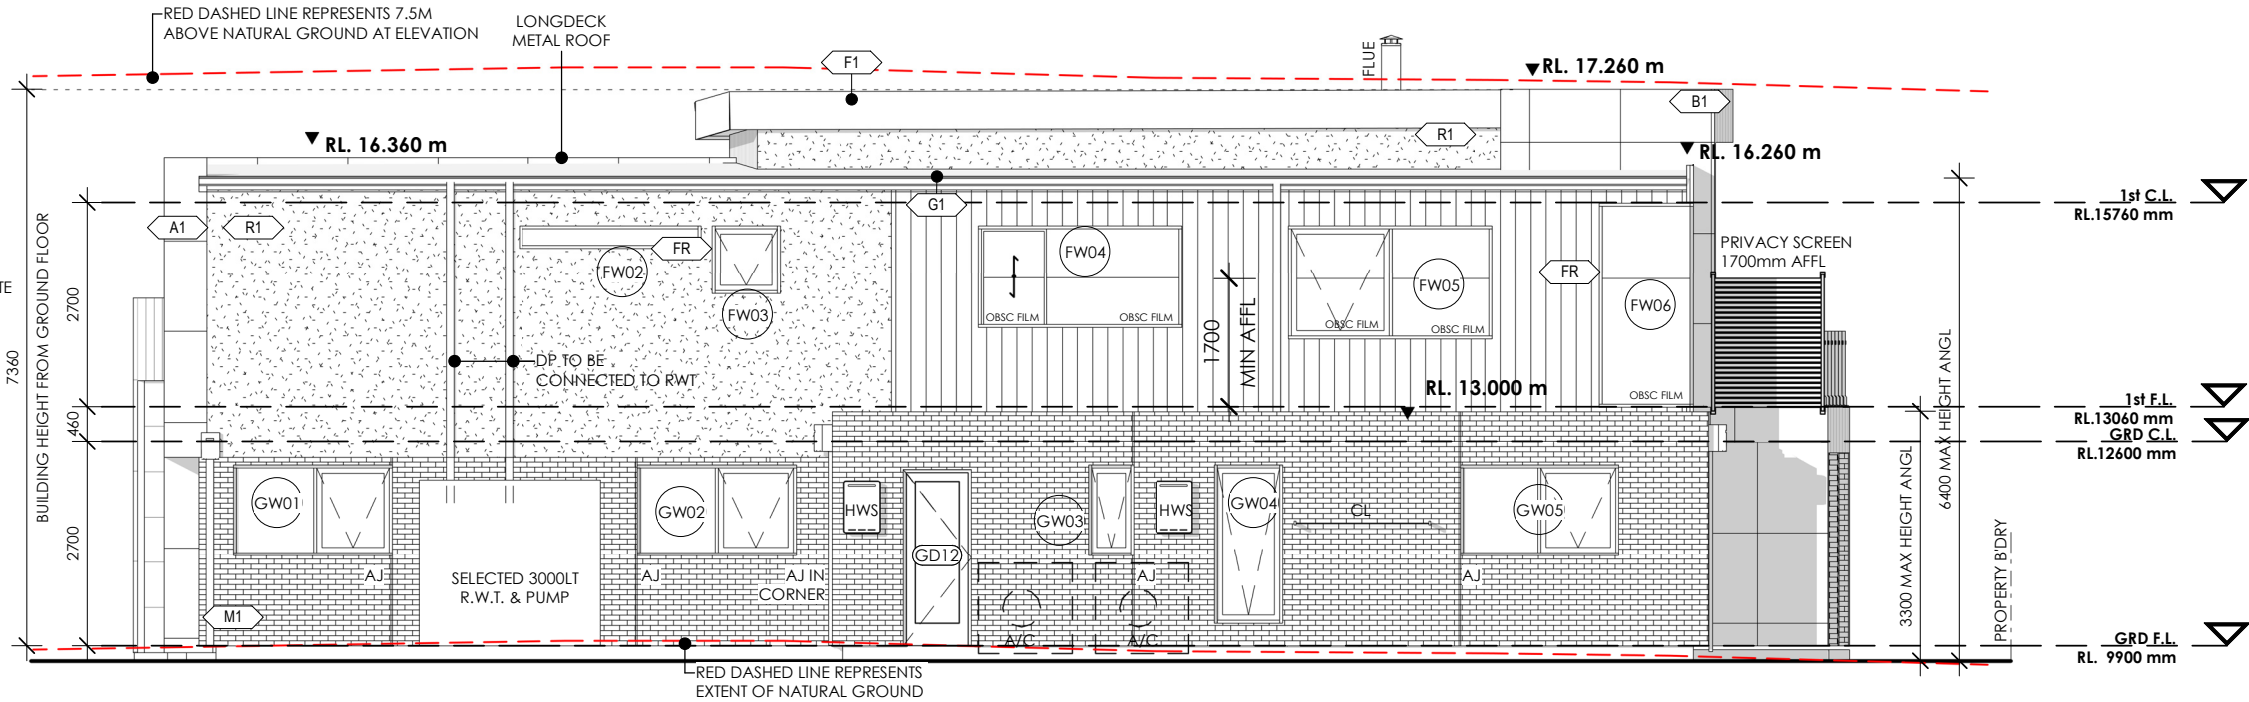 RED DASHED LINE REPRESENTS 7.5M
ABOVE NATURAL GROUND AT ELEVATION
LONGDECK
METAL ROOF
F1
FLUE
RL. 17.260 m
B1
R1
RL. 16.360 m
RL. 16.260 m
1st C.L.
RL.15760 mm
A1
R1
G1
FR
FW02
FW03
FW04
OBSC FILM
OBSC FILM
FW05
OBSC FILM
OBSC FILM
FR
FW06
OBSC FILM
PRIVACY SCREEN
1700mm AFFL
TE
7360
BUILDING HEIGHT FROM GROUND FLOOR
2700
460
2700
DP TO BE
CONNECTED TO RWT
1700
MIN AFFL
RL. 13.000 m
1st F.L.
RL.13060 mm
GRD C.L.
RL.12600 mm
6400 MAX HEIGHT ANGL
3300 MAX HEIGHT ANGL
PROPERTY B'DRY
GW01
GW02
HWS
GD12
GW03
HWS
GW04
CL
GW05
AJ
SELECTED 3000LT
R.W.T. & PUMP
AJ
AJ IN
CORNER
AJ
AJ
M1
A/C
A/C
GRD F.L.
RL. 9900 mm
RED DASHED LINE REPRESENTS
EXTENT OF NATURAL GROUND